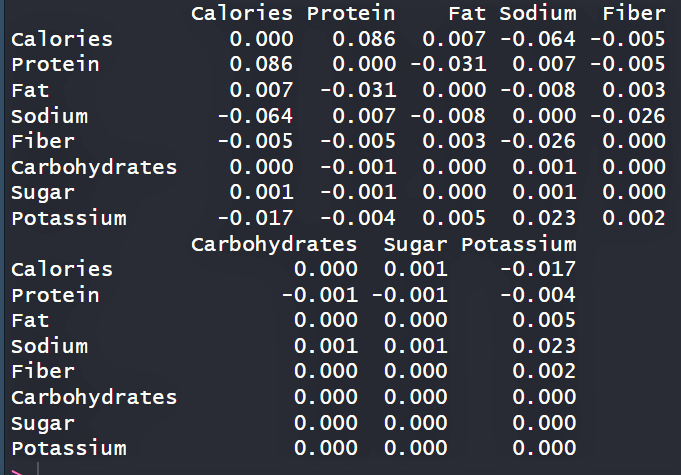 Calories Protein    Fat Sodium  Fiber
Calories        0.000   0.086  0.007 -0.064 -0.005
Protein         0.086   0.000 -0.031  0.007 -0.005
Fat             0.007  -0.031  0.000 -0.008  0.003
Sodium         -0.064   0.007 -0.008  0.000 -0.026
Fiber          -0.005  -0.005  0.003 -0.026  0.000
Carbohydrates   0.000  -0.001  0.000  0.001  0.000
Sugar           0.001  -0.001  0.000  0.001  0.000
Potassium      -0.017  -0.004  0.005  0.023  0.002
             Carbohydrates  Sugar Potassium
Calories             0.000  0.001    -0.017
Protein             -0.001 -0.001    -0.004
Fat                  0.000  0.000     0.005
Sodium               0.001  0.001     0.023
Fiber                0.000  0.000     0.002
Carbohydrates        0.000  0.000     0.000
Sugar                0.000  0.000     0.000
Potassium            0.000  0.000     0.000